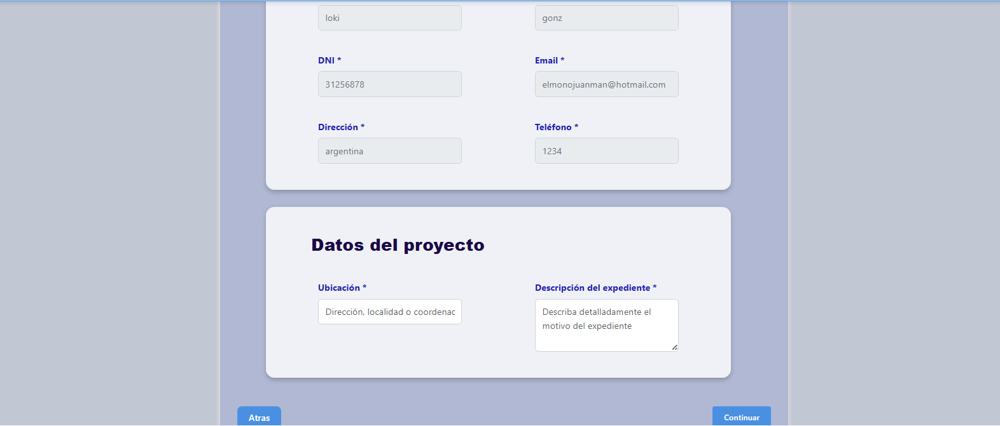 loki gonz
DNI * Email *
31256878 elmonojuanman@hotmail.com
Dirección * Teléfono *
argentina 1234
Datos del proyecto
Ubicación * Descripción del expediente *
Dirección, localidad o coordenac Describa detalladamente el
motivo del expediente
Atras Continuar